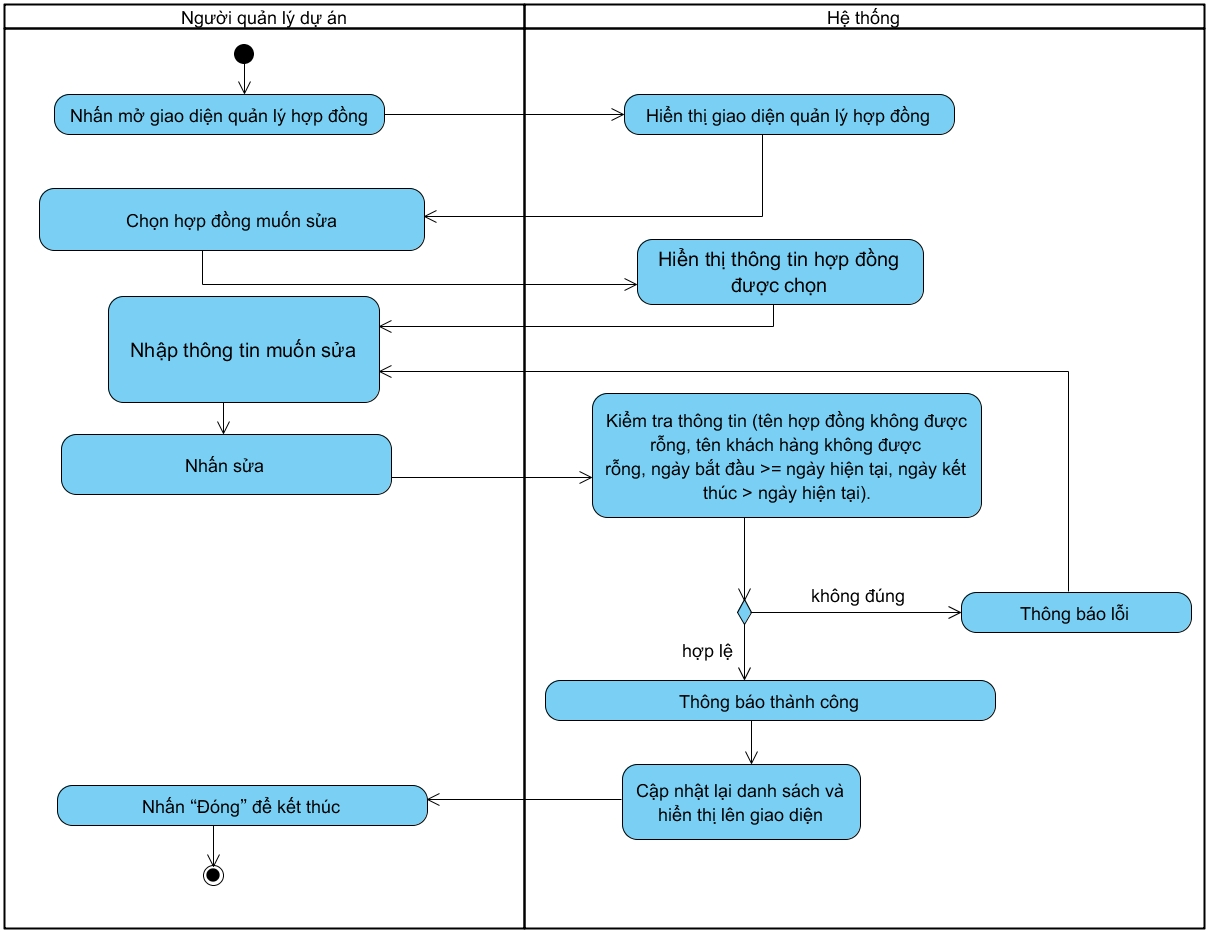 Người quản lý dự án
Hệ thống
Nhấn mở giao diện quản lý hợp đồng
Hiển thị giao diện quản lý hợp đồng
Chọn hợp đồng muốn sửa
Hiển thị thông tin hợp đồng
được chọn
Nhập thông tin muốn sửa
Nhấn sửa
Kiểm tra thông tin (tên hợp đồng không được
rỗng, tên khách hàng không được
rỗng, ngày bắt đầu >= ngày hiện tại, ngày kết
thúc > ngày hiện tại).
không đúng
Thông báo lỗi
hợp lệ
Thông báo thành công
Cập nhật lại danh sách và
hiển thị lên giao diện
Nhấn “Đóng” để kết thúc